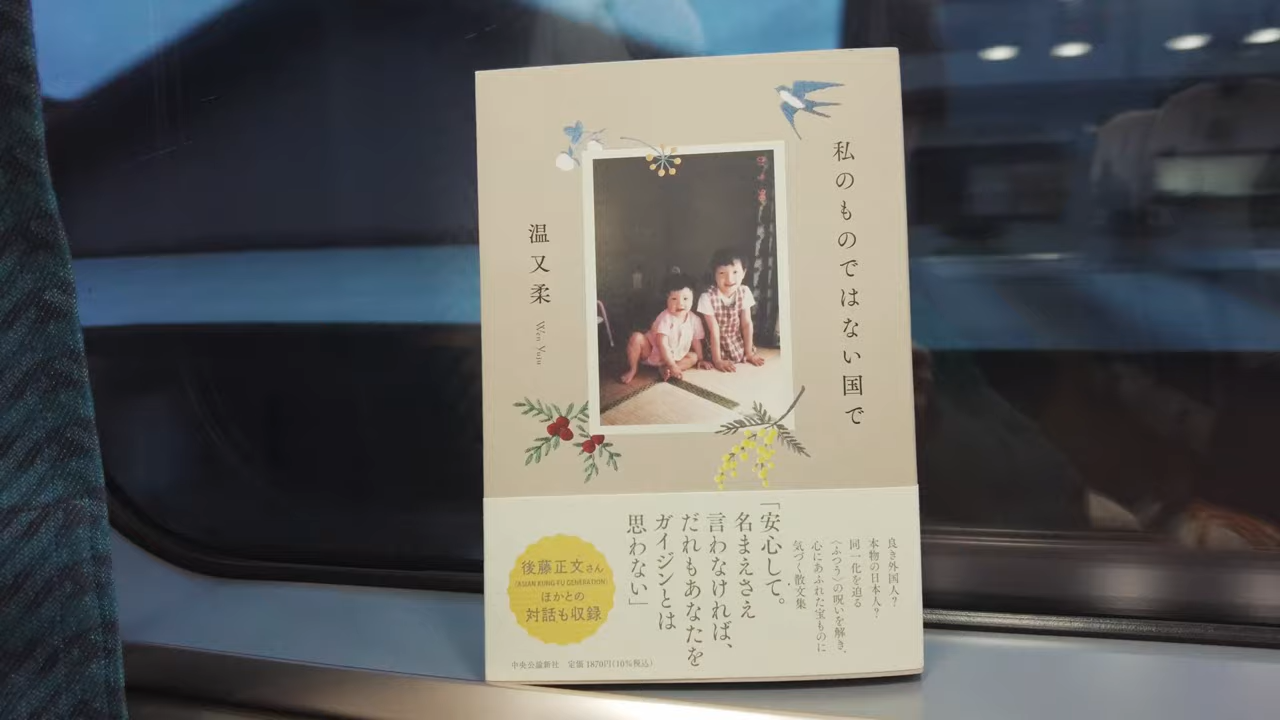 私のものではない国で
温又柔
Wen Yuju
良き外国人?
本物の日本人?
同一化を迫る
〈ふつう〉の呪いを解き、
心にあふれた宝ものに
気づく散文集
「安心して。
名まえさえ
言わなければ、
だれもあなたを
ガイジンとは
思わない」
後藤正文さん
(ASIAN KUNG-FU GENERATION)
ほかとの
対話も収録
中央公論新社 定価1870円(10%税込)